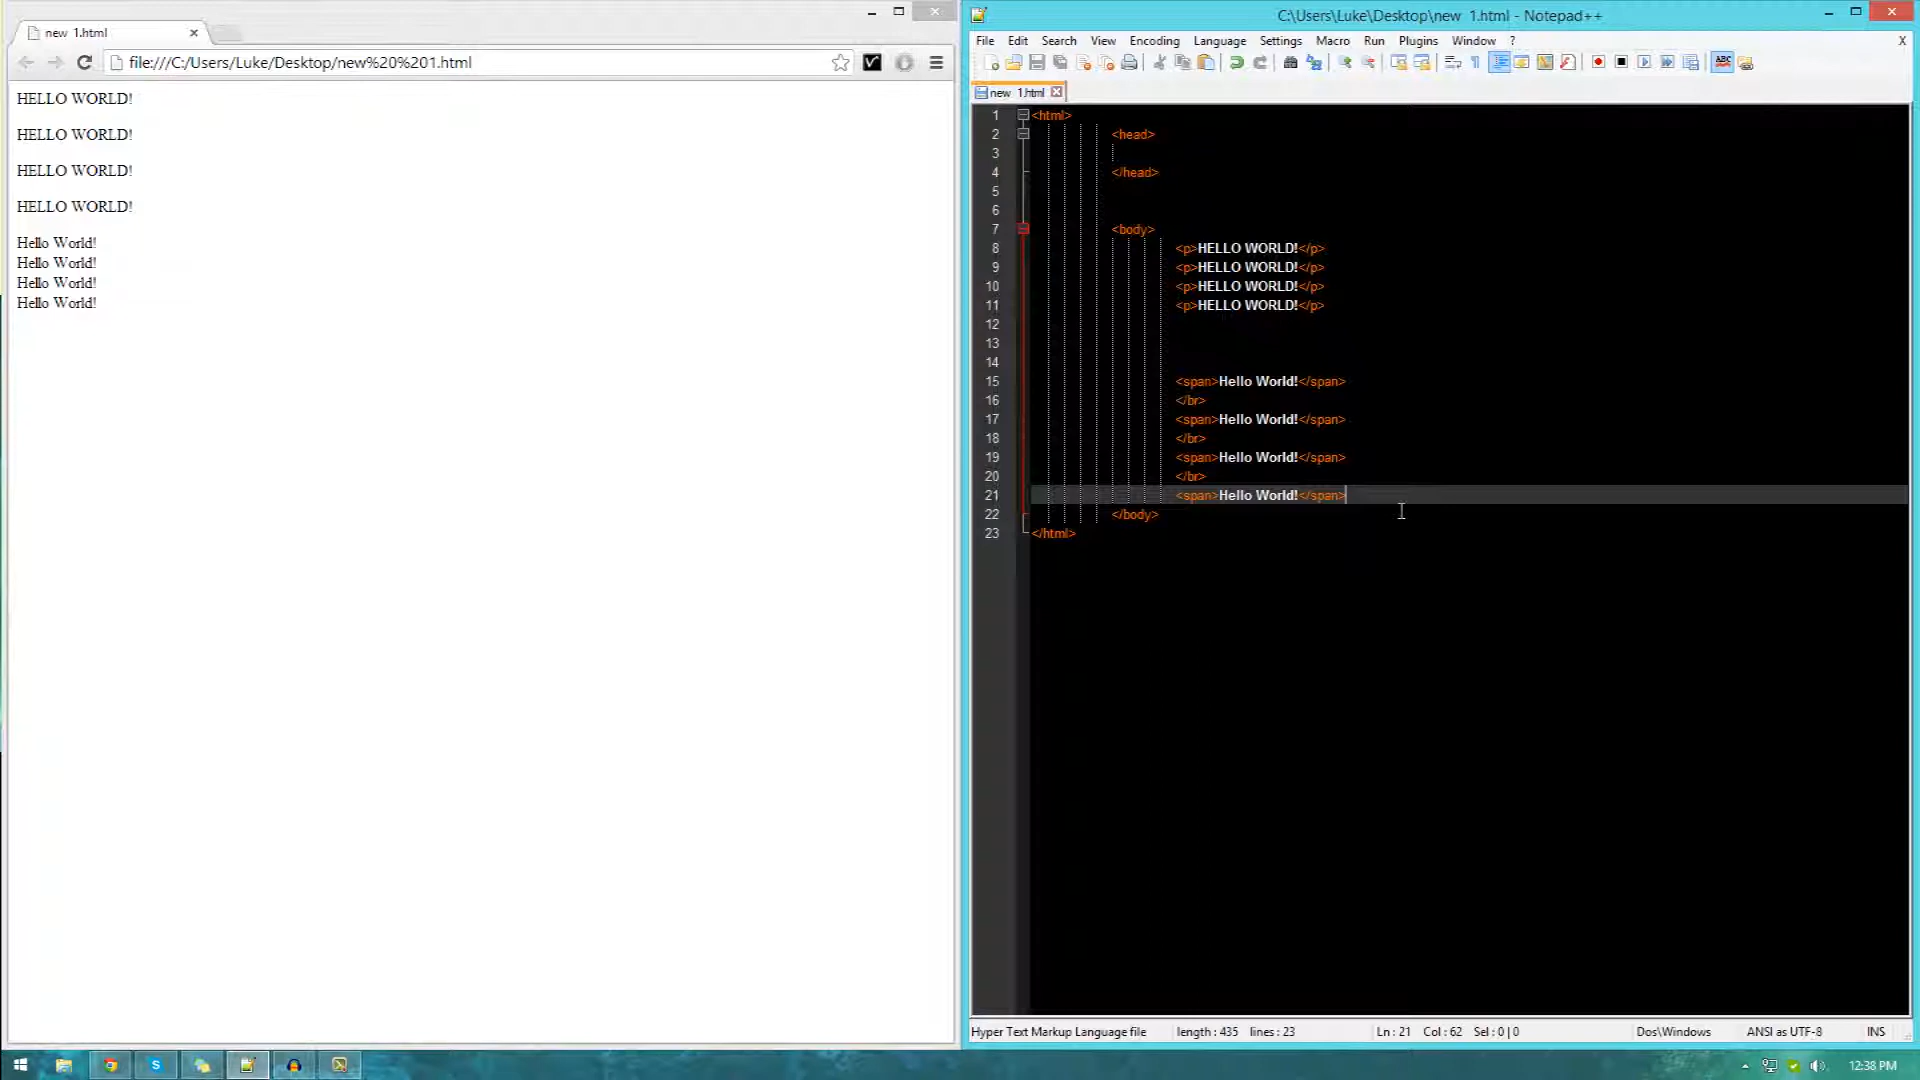 new 1.html
file:///C:/Users/Luke/Desktop/new%20%201.html
HELLO WORLD!
HELLO WORLD!
HELLO WORLD!
HELLO WORLD!
Hello World!
Hello World!
Hello World!
Hello World!
C:\Users\Luke\Desktop\new  1.html - Notepad++
File Edit Search View Encoding Language Settings Macro Run Plugins Window ? X
ABC
new  1.html
1 <html>
2 <head>
3
4 </head>
5
6
7 <body>
8 <p>HELLO WORLD!</p>
9 <p>HELLO WORLD!</p>
10 <p>HELLO WORLD!</p>
11 <p>HELLO WORLD!</p>
12
13
14
15 <span>Hello World!</span>
16 </br>
17 <span>Hello World!</span>
18 </br>
19 <span>Hello World!</span>
20 </br>
21 <span>Hello World!</span>
22 </body>
23 </html>
Hyper Text Markup Language file length : 435 lines : 23 Ln : 21 Col : 62 Sel : 0 | 0 Dos\Windows ANSI as UTF-8 INS
12:38 PM